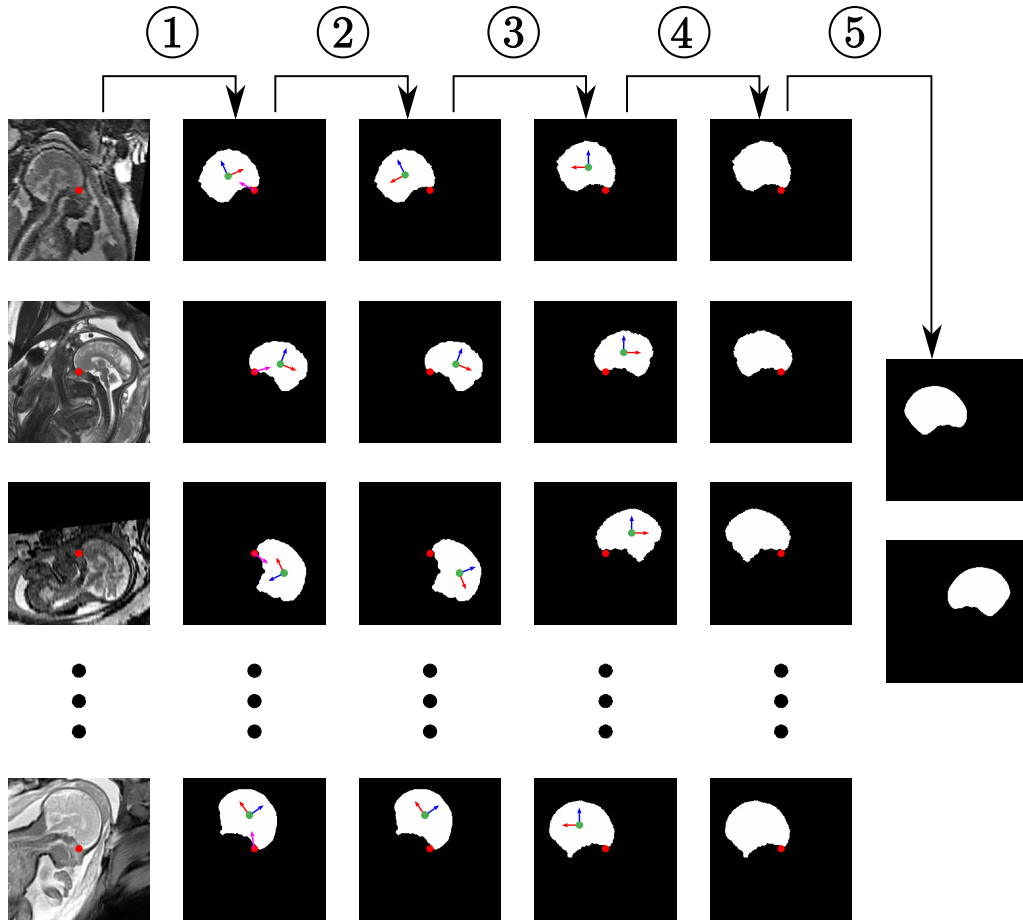 ① ② ③ ④ ⑤